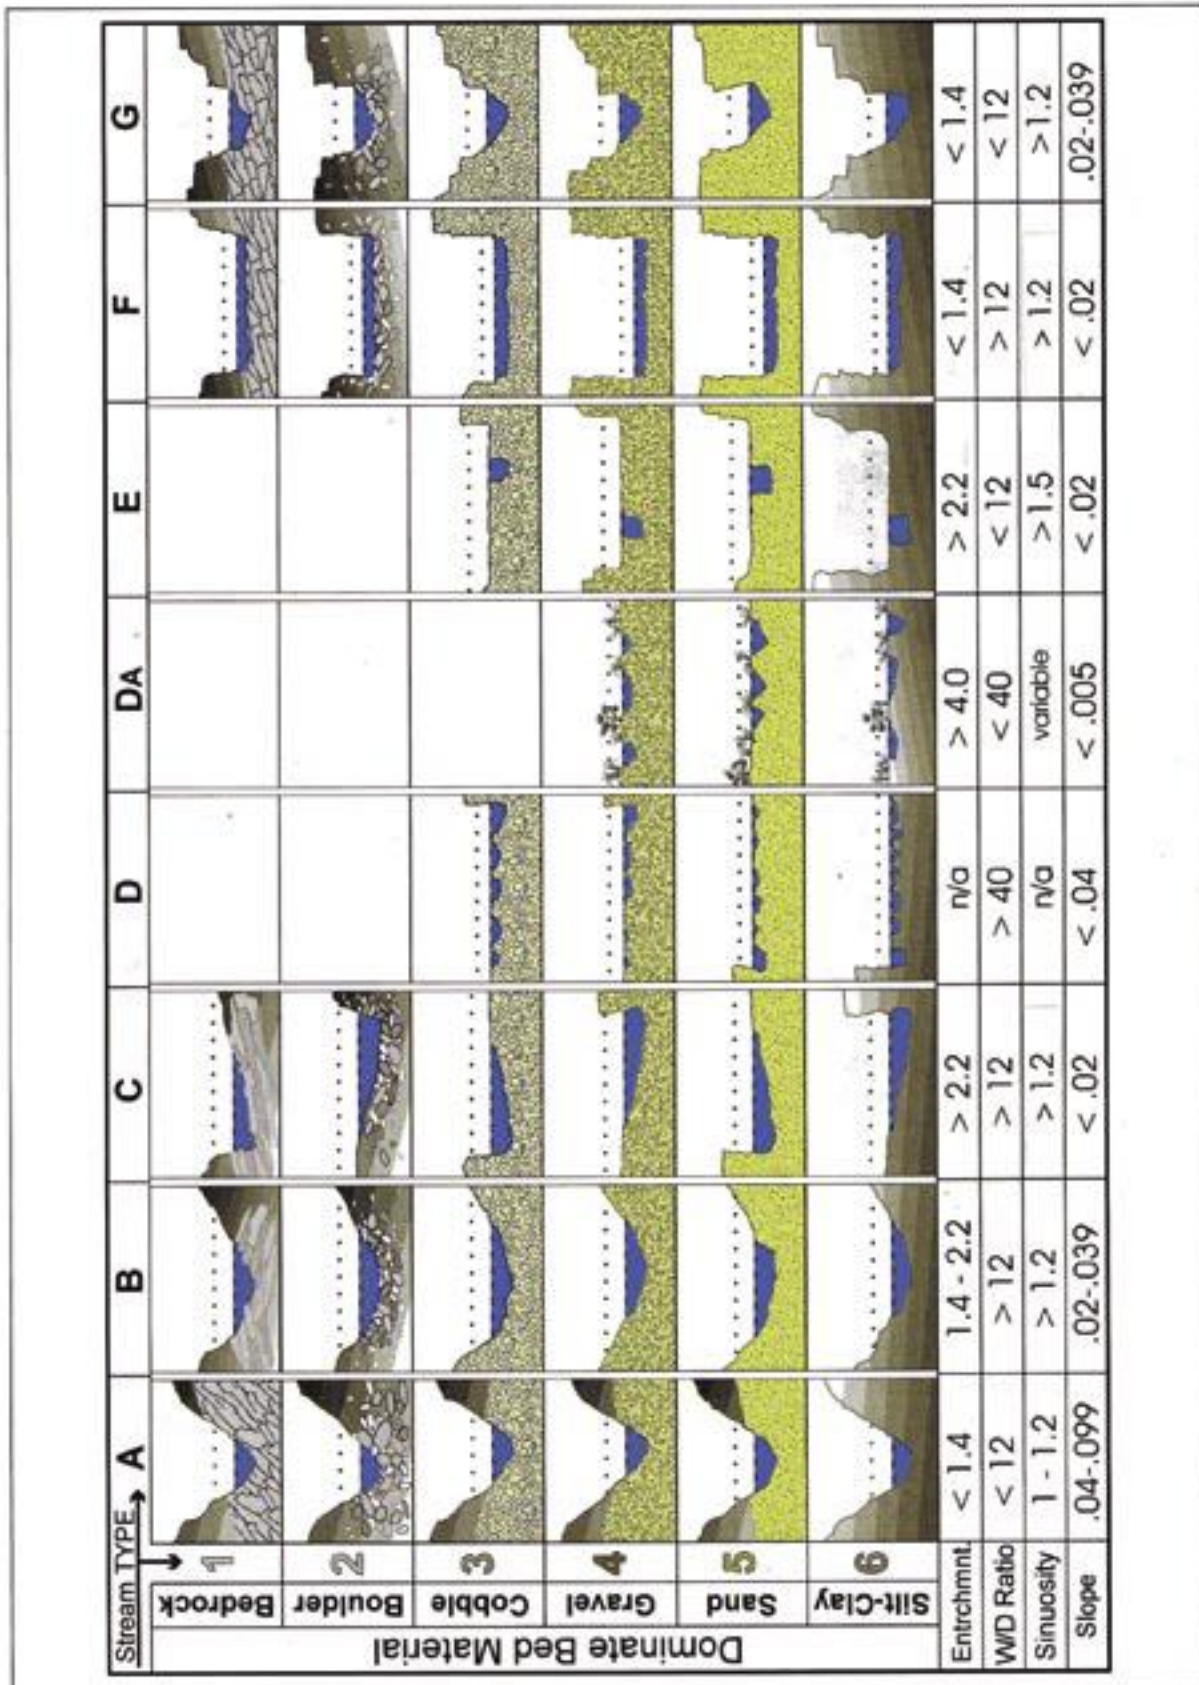 Stream TYPE A B C D DA E F G
Dominate Bed Material
Bedrock 1
Boulder 2
Cobble 3
Gravel 4
Sand 5
Silt-Clay 6
Entrchmnt. < 1.4 1.4 - 2.2 > 2.2 n/a > 4.0 > 2.2 < 1.4 < 1.4
W/D Ratio < 12 > 12 > 12 > 40 < 40 < 12 > 12 < 12
Sinuosity 1 - 1.2 > 1.2 > 1.2 n/a variable > 1.5 > 1.2 > 1.2
Slope .04-.099 .02-.039 < .02 < .04 < .005 < .02 < .02 .02-.039